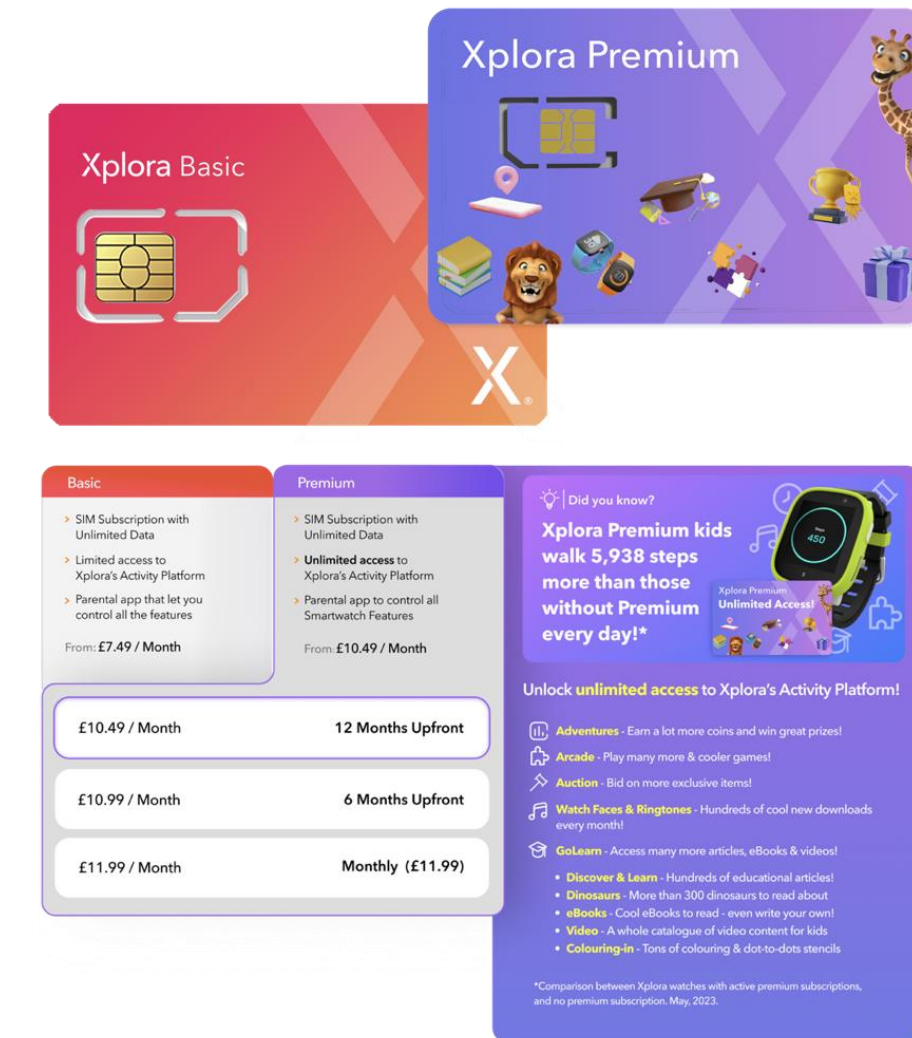 Xplora Premium
Xplora Basic
X®
Basic
> SIM Subscription with
Unlimited Data
> Limited access to
Xplora's Activity Platform
> Parental app that let you
control all the features
From: £7.49 / Month
Premium
> SIM Subscription with
Unlimited Data
> Unlimited access to
Xplora's Activity Platform
> Parental app to control all
Smartwatch Features
From: £10.49 / Month
£10.49 / Month 12 Months Upfront
£10.99 / Month 6 Months Upfront
£11.99 / Month Monthly (£11.99)
Did you know?
Xplora Premium kids
walk 5,938 steps
more than those
without Premium
every day!*
Steps
450
Xplora Premium
Unlimited Access!
Unlock unlimited access to Xplora's Activity Platform!
Adventures - Earn a lot more coins and win great prizes!
Arcade - Play many more & cooler games!
Auction - Bid on more exclusive items!
Watch Faces & Ringtones - Hundreds of cool new downloads
every month!
GoLearn - Access many more articles, eBooks & videos!
• Discover & Learn - Hundreds of educational articles!
• Dinosaurs - More than 300 dinosaurs to read about
• eBooks - Cool eBooks to read - even write your own!
• Video - A whole catalogue of video content for kids
• Colouring-in - Tons of colouring & dot-to-dots stencils
*Comparison between Xplora watches with active premium subscriptions,
and no premium subscription. May, 2023.